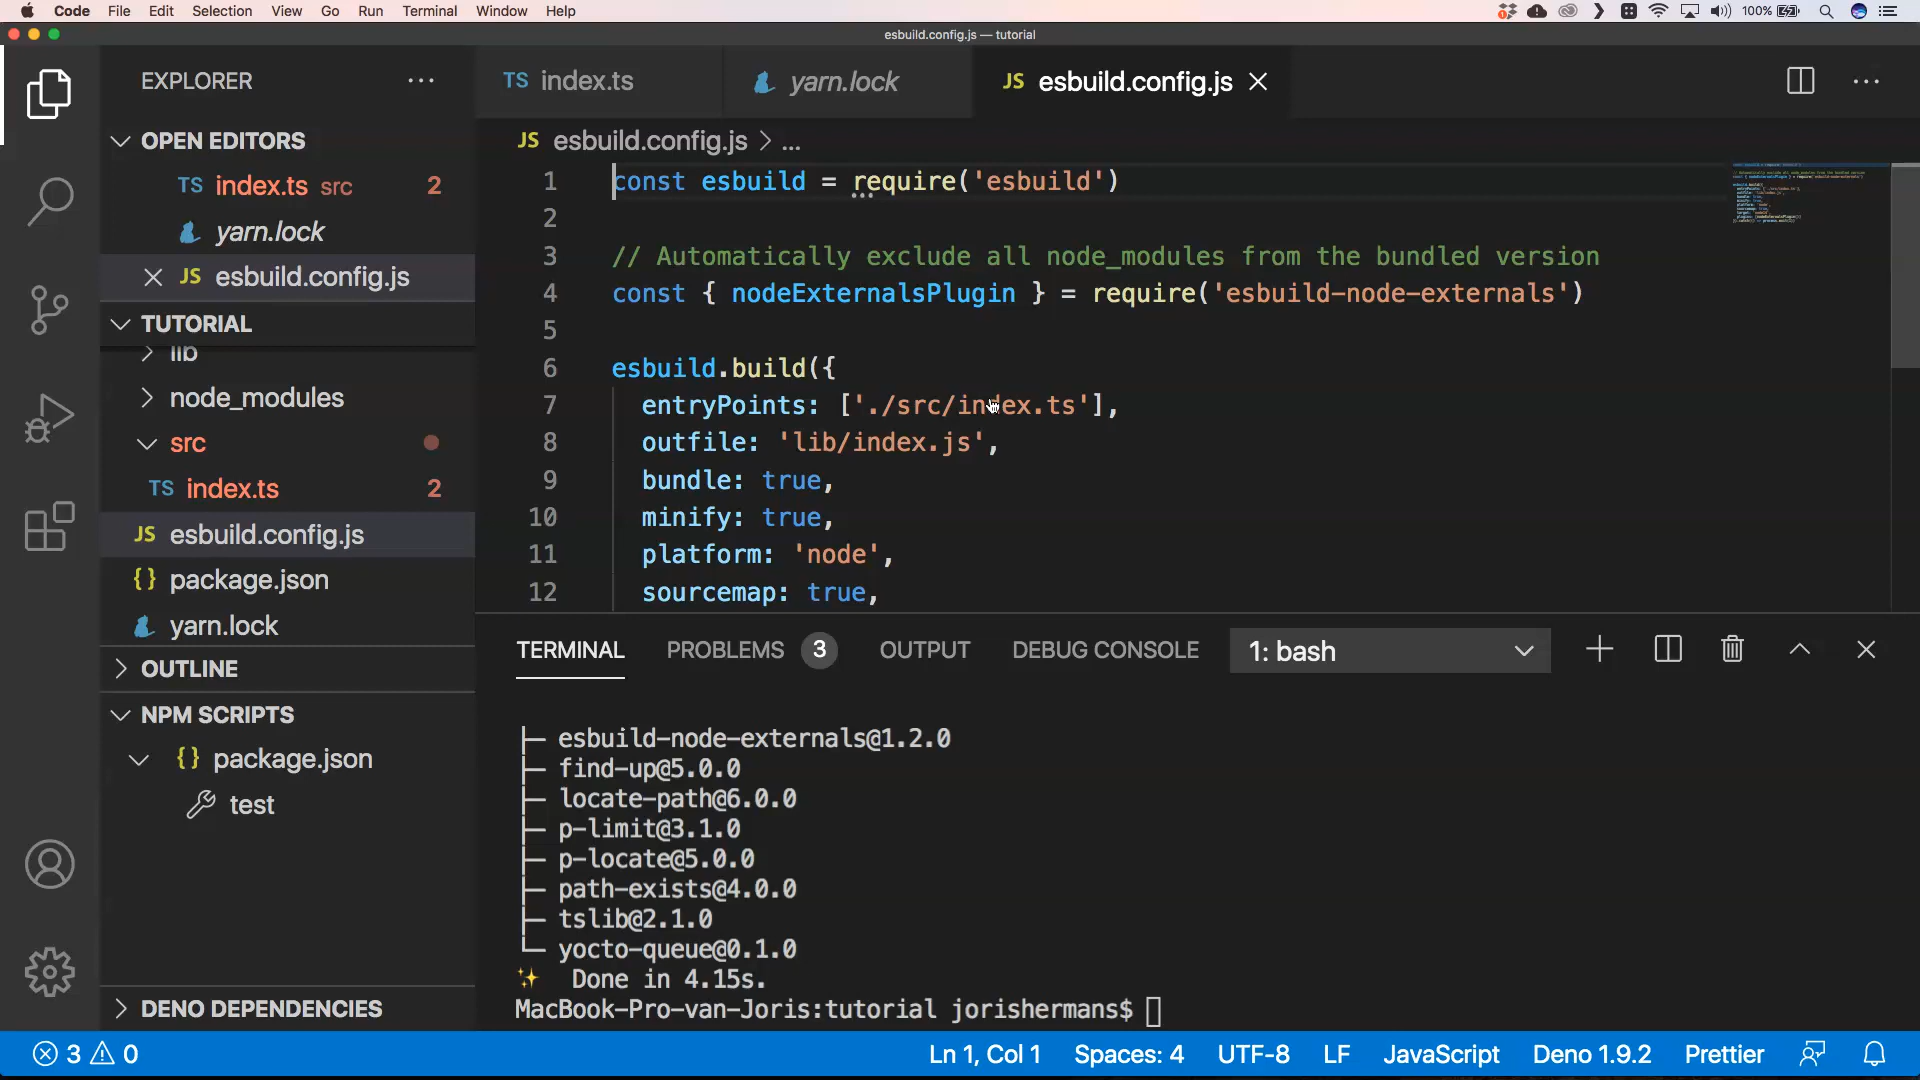 Code File Edit Selection View Go Run Terminal Window Help 100%
esbuild.config.js — tutorial
EXPLORER
OPEN EDITORS
TS index.ts src 2
yarn.lock
JS esbuild.config.js
TUTORIAL
lib
node_modules
src
TS index.ts 2
JS esbuild.config.js
{} package.json
yarn.lock
OUTLINE
NPM SCRIPTS
{} package.json
test
DENO DEPENDENCIES
TS index.ts yarn.lock JS esbuild.config.js
JS esbuild.config.js > ...
1 const esbuild = require('esbuild')
2
3 // Automatically exclude all node_modules from the bundled version
4 const { nodeExternalsPlugin } = require('esbuild-node-externals')
5
6 esbuild.build({
7 entryPoints: ['./src/index.ts'],
8 outfile: 'lib/index.js',
9 bundle: true,
10 minify: true,
11 platform: 'node',
12 sourcemap: true,
TERMINAL PROBLEMS 3 OUTPUT DEBUG CONSOLE 1: bash
├─ esbuild-node-externals@1.2.0
├─ find-up@5.0.0
├─ locate-path@6.0.0
├─ p-limit@3.1.0
├─ p-locate@5.0.0
├─ path-exists@4.0.0
├─ tslib@2.1.0
└─ yocto-queue@0.1.0
✨ Done in 4.15s.
MacBook-Pro-van-Joris:tutorial jorishermans$
3 0 Ln 1, Col 1 Spaces: 4 UTF-8 LF JavaScript Deno 1.9.2 Prettier